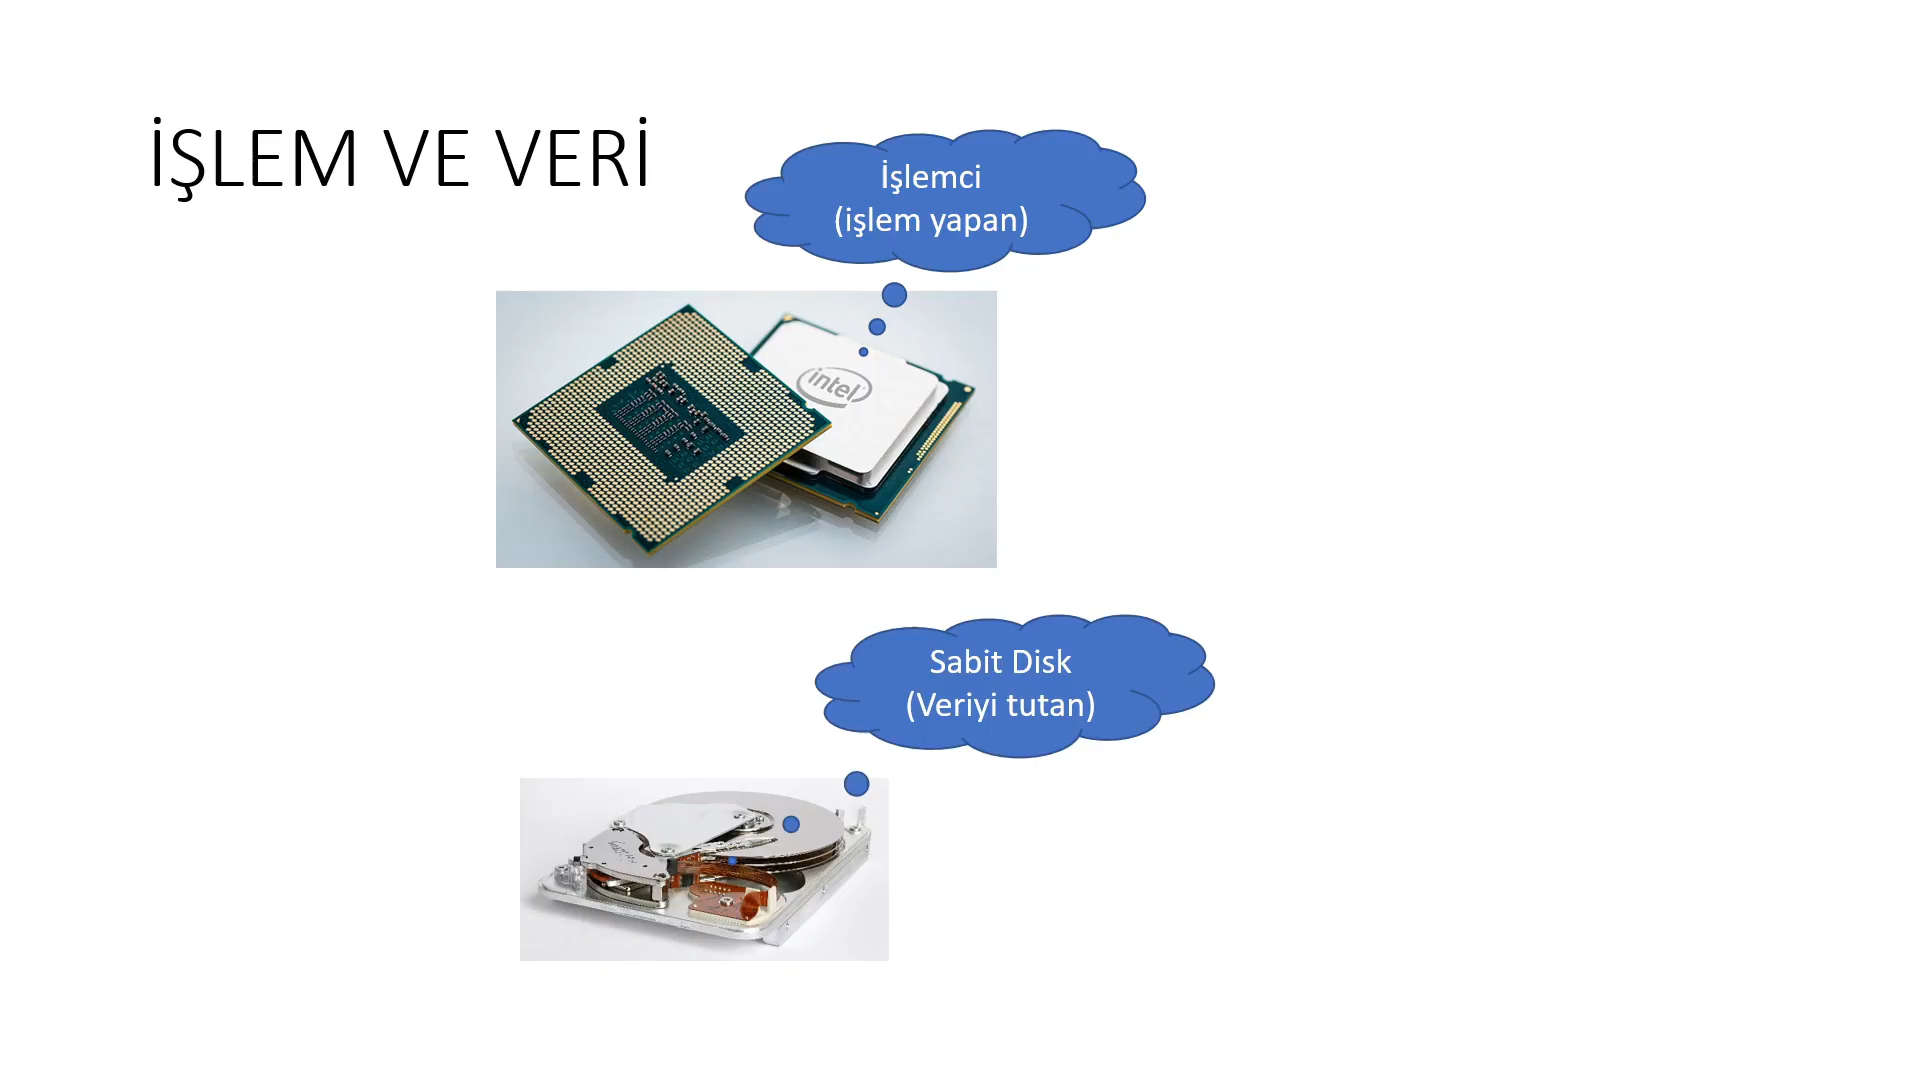 İŞLEM VE VERİ
İşlemci
(işlem yapan)
intel
Sabit Disk
(Veriyi tutan)